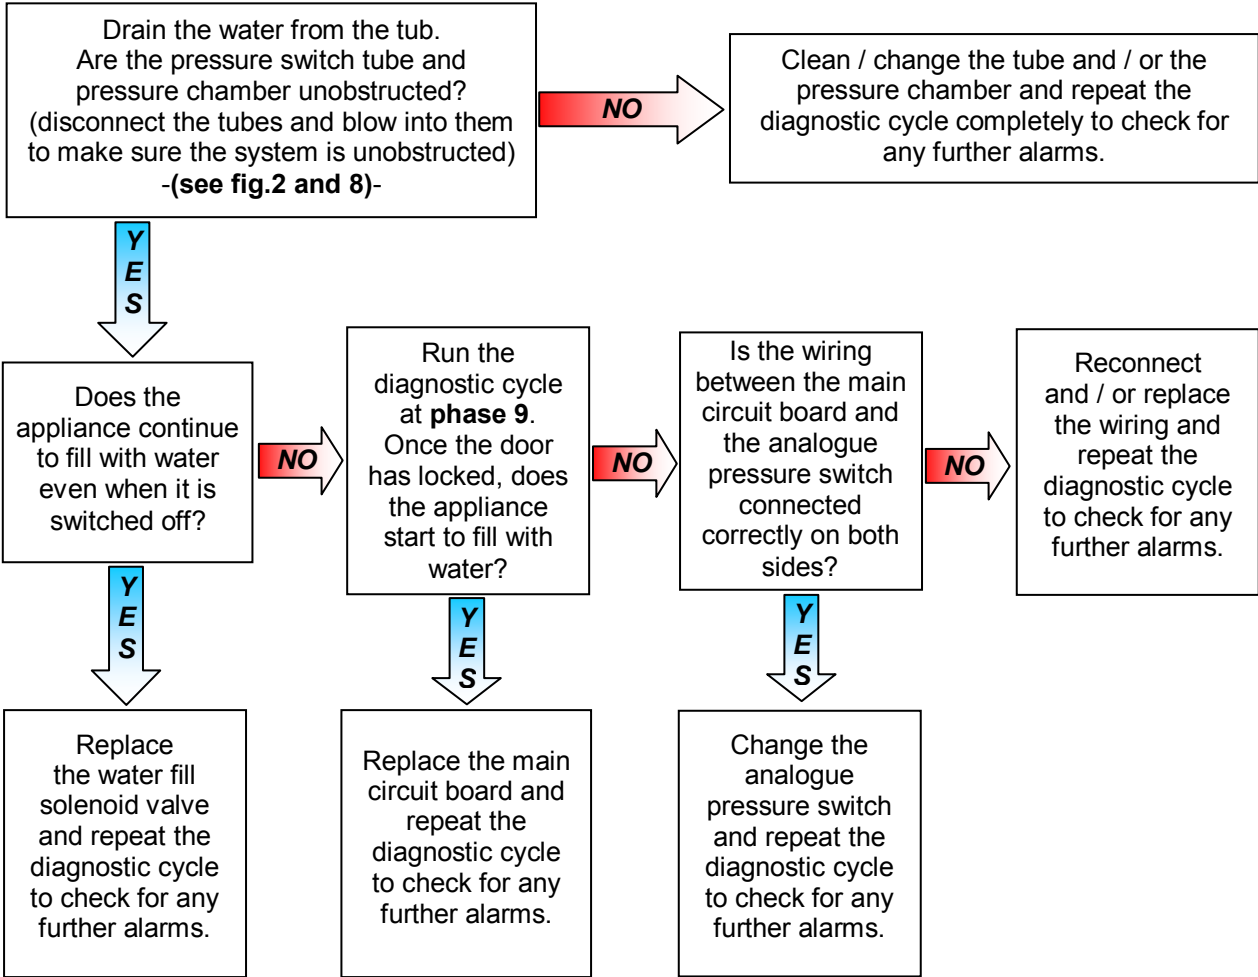 Drain the water from the tub.
Are the pressure switch tube and
pressure chamber unobstructed?
(disconnect the tubes and blow into them
to make sure the system is unobstructed)
-(see fig.2 and 8)-
NO
Clean / change the tube and / or the
pressure chamber and repeat the
diagnostic cycle completely to check for
any further alarms.
Y
E
S
Does the
appliance continue
to fill with water
even when it is
switched off?
NO
Run the
diagnostic cycle
at phase 9.
Once the door
has locked, does
the appliance
start to fill with
water?
NO
Is the wiring
between the main
circuit board and
the analogue
pressure switch
connected
correctly on both
sides?
NO
Reconnect
and / or replace
the wiring and
repeat the
diagnostic cycle
to check for any
further alarms.
Y
E
S
Y
E
S
Y
E
S
Replace
the water fill
solenoid valve
and repeat the
diagnostic cycle
to check for any
further alarms.
Replace the main
circuit board and
repeat the
diagnostic cycle
to check for any
further alarms.
Change the
analogue
pressure switch
and repeat the
diagnostic cycle
to check for any
further alarms.